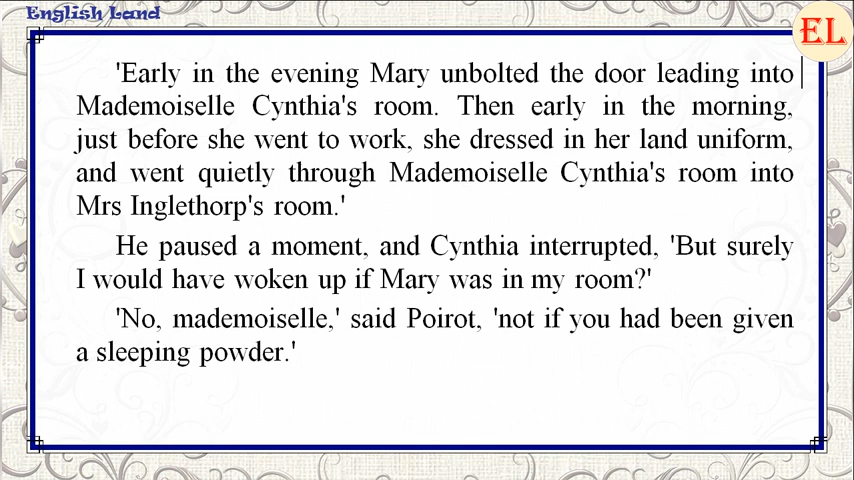 English Land
EL
'Early in the evening Mary unbolted the door leading into
Mademoiselle Cynthia's room. Then early in the morning,
just before she went to work, she dressed in her land uniform,
and went quietly through Mademoiselle Cynthia's room into
Mrs Inglethorp's room.'
He paused a moment, and Cynthia interrupted, 'But surely
I would have woken up if Mary was in my room?'
'No, mademoiselle,' said Poirot, 'not if you had been given
a sleeping powder.'